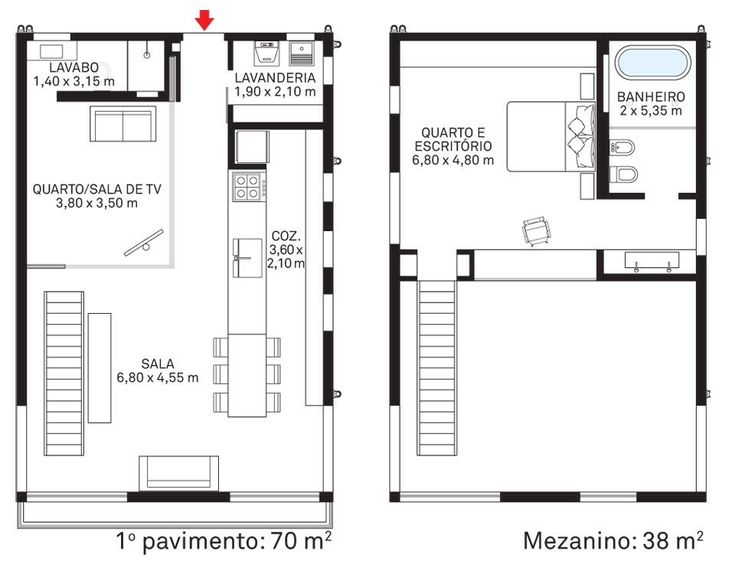 LAVABO
1,40 x 3,15 m
LAVANDERIA
1,90 x 2,10 m
QUARTO/SALA DE TV
3,80 x 3,50 m
COZ.
3,60 x
2,10 m
SALA
6,80 x 4,55 m
1º pavimento: 70 m²
BANHEIRO
2 x 5,35 m
QUARTO E
ESCRITÓRIO
6,80 x 4,80 m
Mezanino: 38 m²